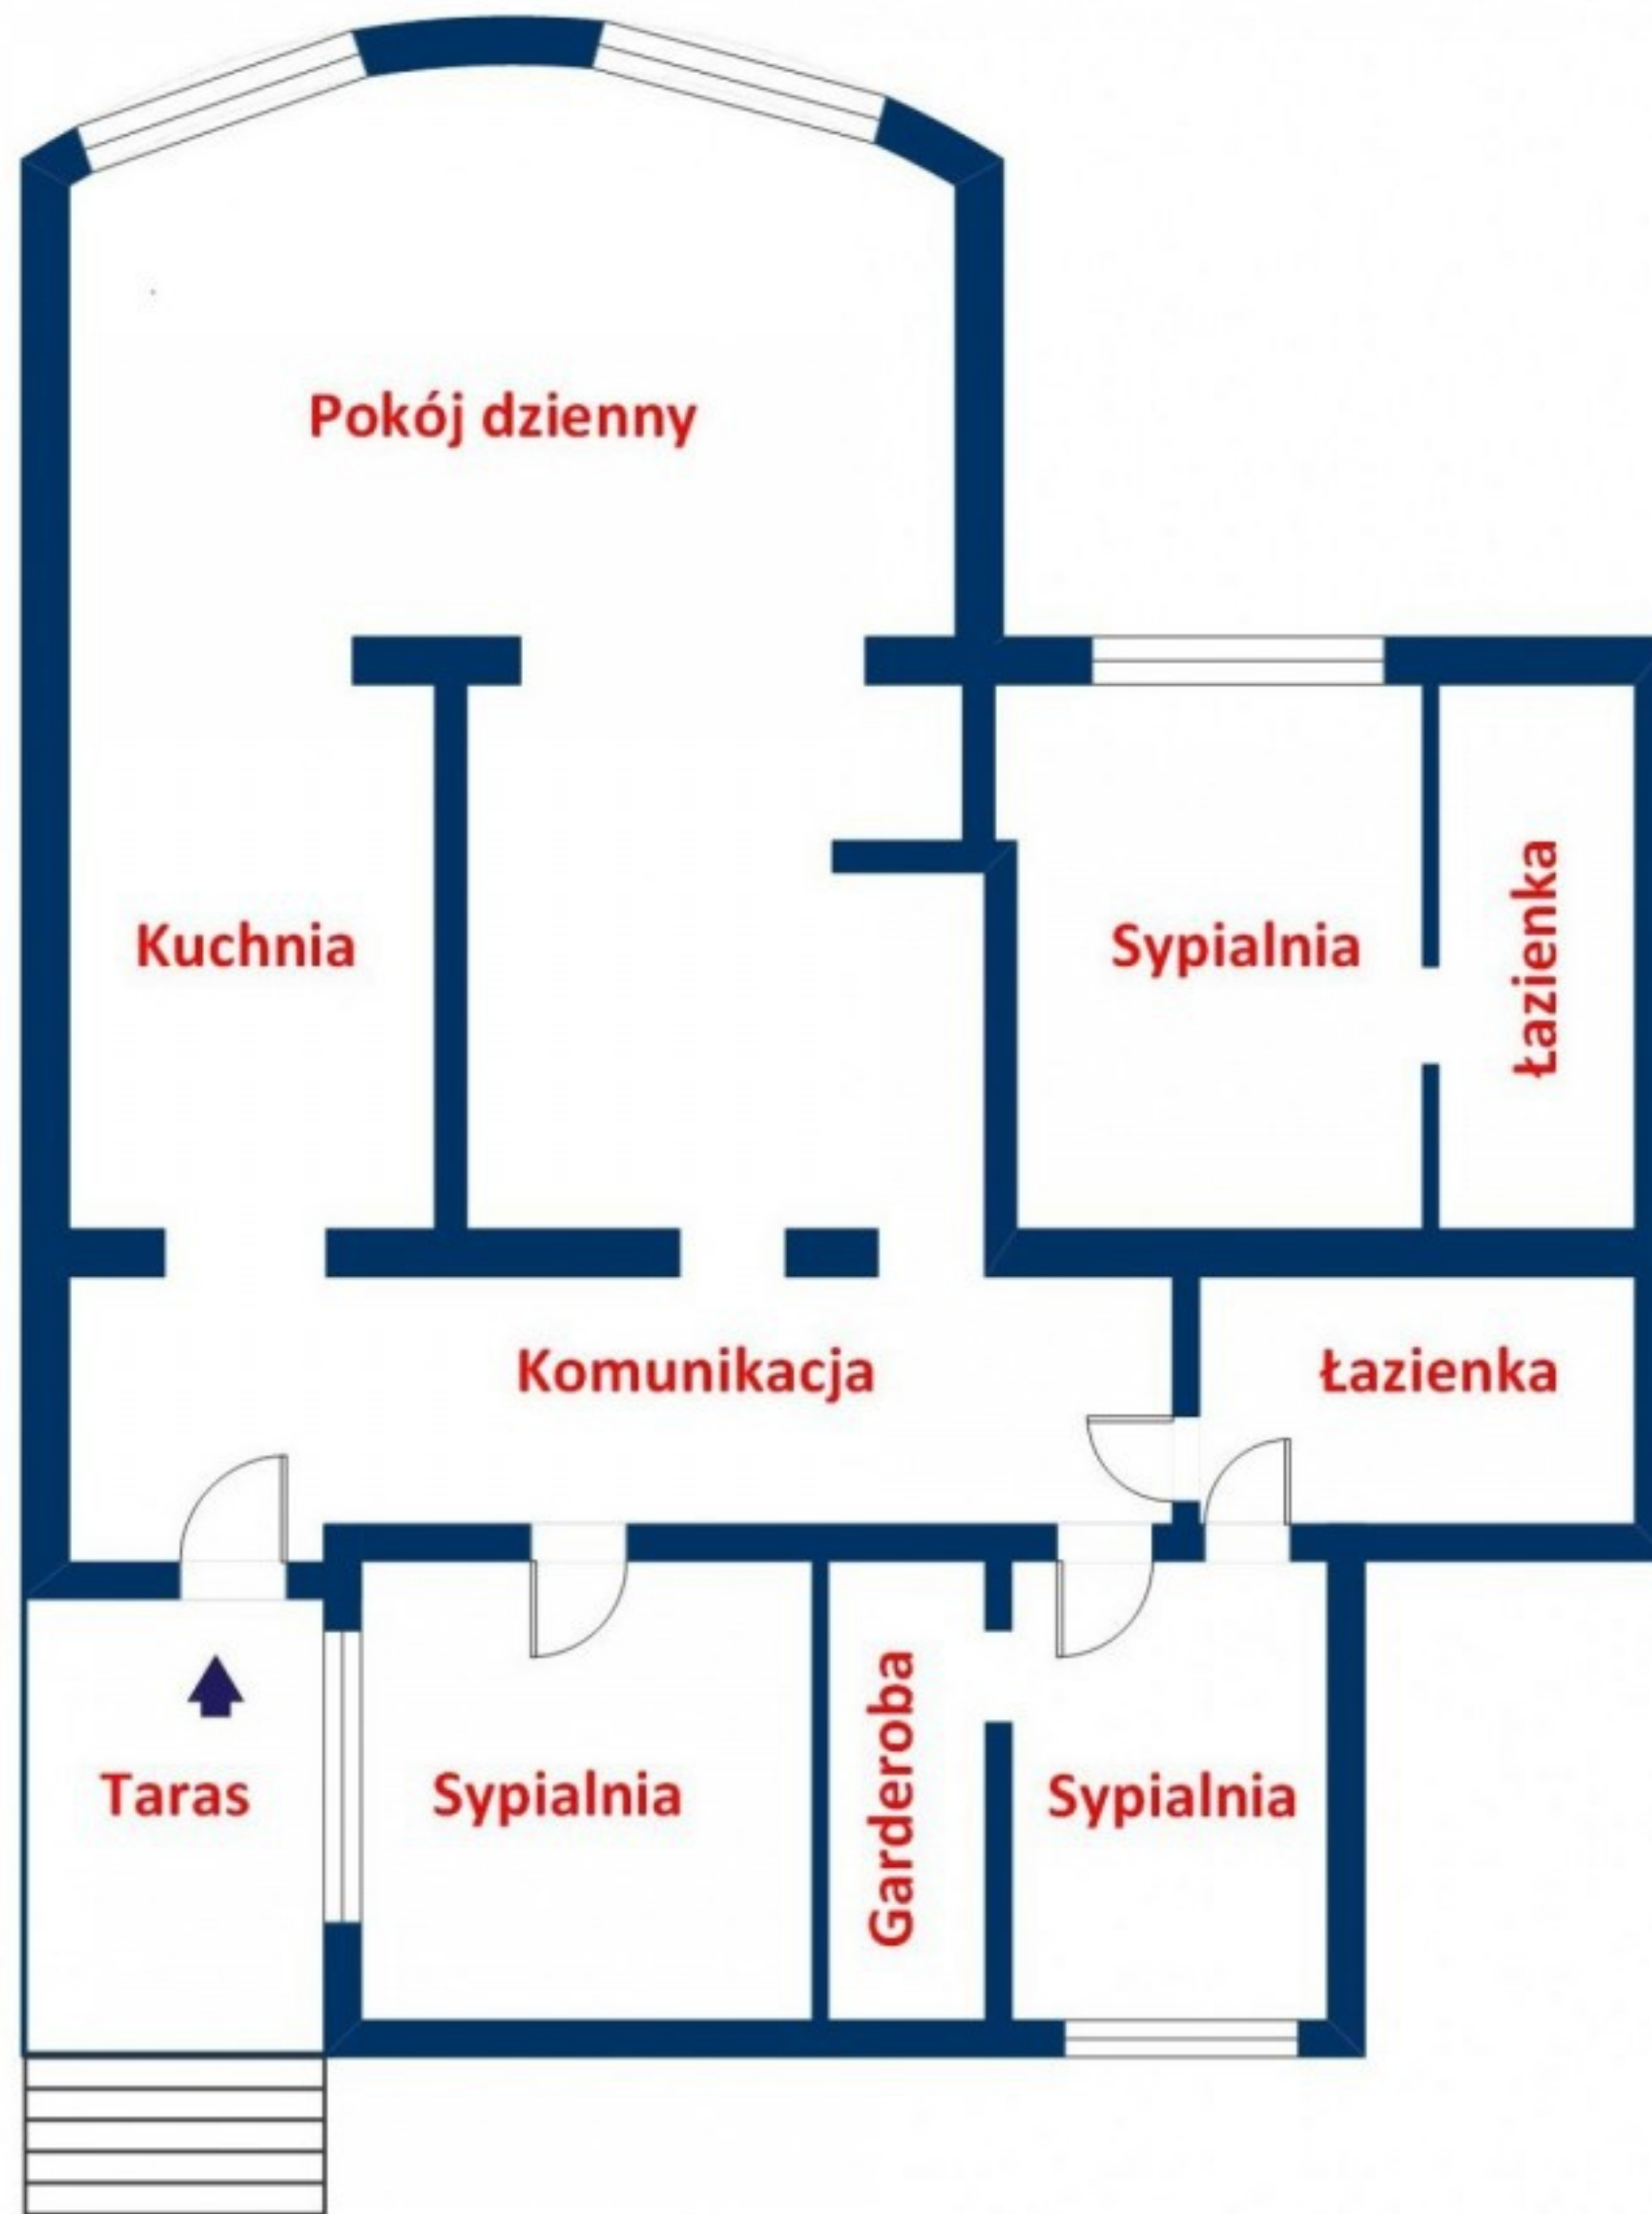 Pokój dzienny
Kuchnia
Sypialnia
Łazienka
Komunikacja
Łazienka
Taras
Sypialnia
Garderoba
Sypialnia